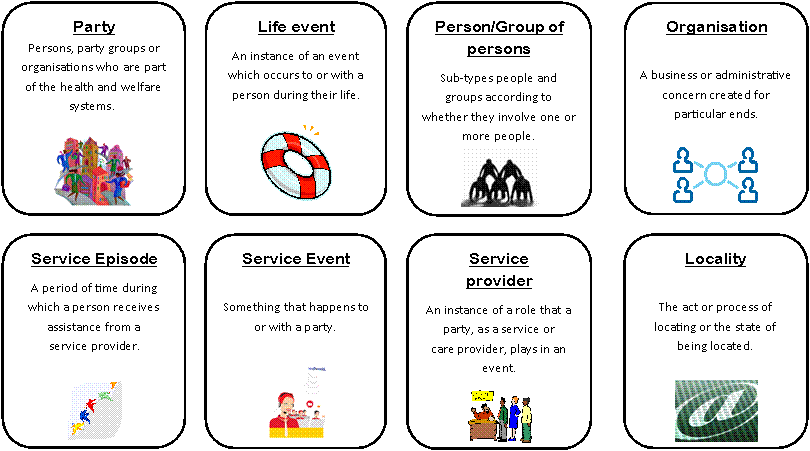 Party
Persons, party groups or
organisations who are part
of the health and welfare
systems.
Life event
An instance of an event
which occurs to or with a
person during their life.
Person/Group of
persons
Sub-types people and
groups according to
whether they involve one or
more people.
Organisation
A business or administrative
concern created for
particular ends.
Service Episode
A period of time during
which a person receives
assistance from a
service provider.
Service Event
Something that happens to
or with a party.
Service
provider
An instance of a role that a
party, as a service or
care provider, plays in an
event.
Locality
The act or process of
locating or the state of
being located.
@